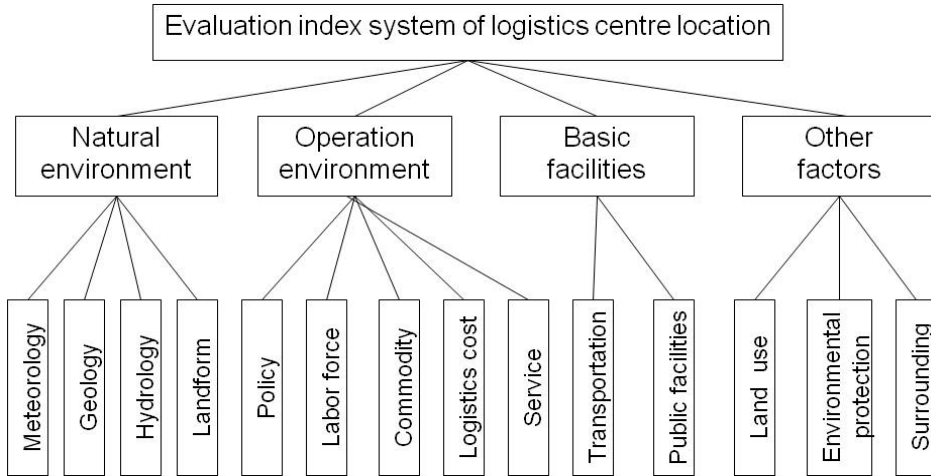 Evaluation index system of logistics centre location
Natural
environment
Operation
environment
Basic
facilities
Other
factors
Meteorology
Geology
Hydrology
Landform
Policy
Labor force
Commodity
Logistics cost
Service
Transportation
Public facilities
Land use
Environmental
protection
Surrounding